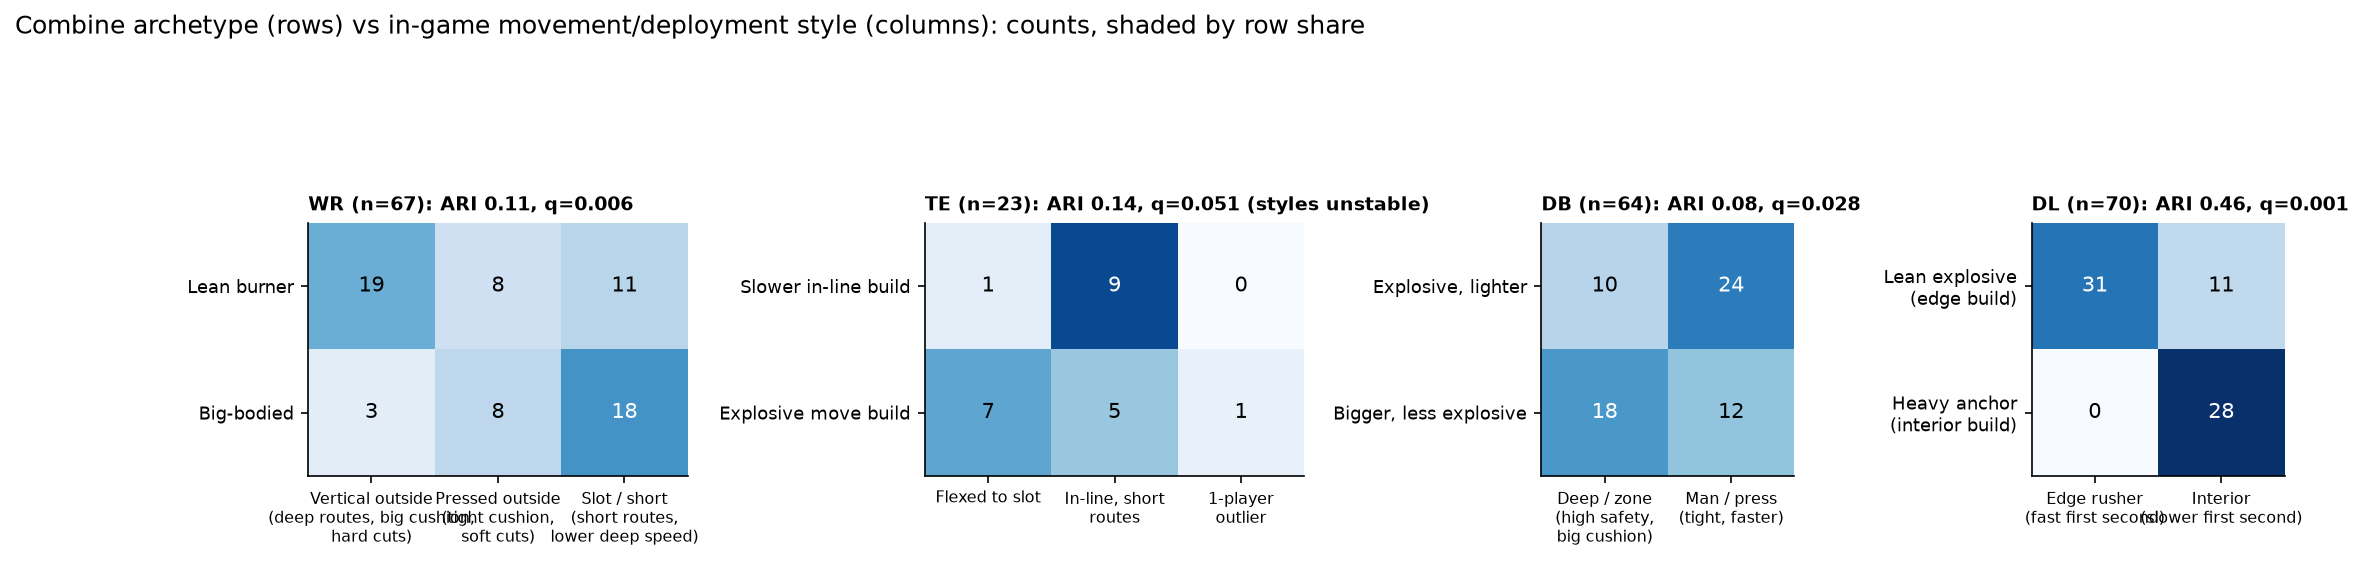 Combine archetype (rows) vs in-game movement/deployment style (columns): counts, shaded by row share
WR (n=67): ARI 0.11, q=0.006
Lean burner
19
8
11
Big-bodied
3
8
18
Vertical outside
(deep routes, big cushion,
hard cuts)
Pressed outside
(tight cushion,
soft cuts)
Slot / short
(short routes,
lower deep speed)
TE (n=23): ARI 0.14, q=0.051 (styles unstable)
Slower in-line build
1
9
0
Explosive move build
7
5
1
Flexed to slot
In-line, short
routes
1-player
outlier
DB (n=64): ARI 0.08, q=0.028
Explosive, lighter
10
24
Bigger, less explosive
18
12
Deep / zone
(high safety,
big cushion)
Man / press
(tight, faster)
DL (n=70): ARI 0.46, q=0.001
Lean explosive
(edge build)
31
11
Heavy anchor
(interior build)
0
28
Edge rusher
(fast first second)
Interior
(slower first second)